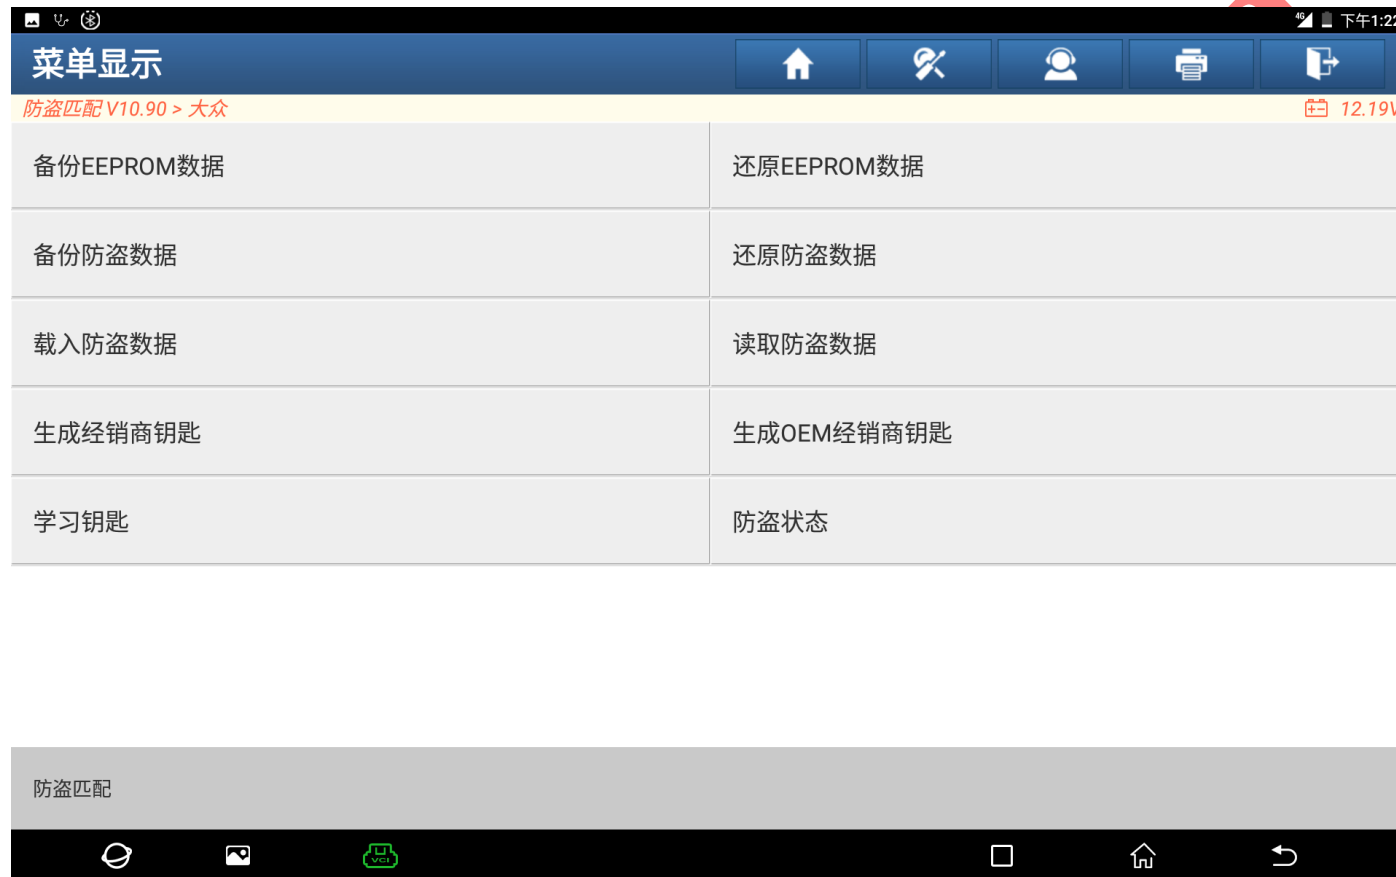 4G 下午1:22
菜单显示
防盗匹配 V10.90 > 大众 12.19V
备份EEPROM数据 还原EEPROM数据
备份防盗数据 还原防盗数据
载入防盗数据 读取防盗数据
生成经销商钥匙 生成OEM经销商钥匙
学习钥匙 防盗状态
防盗匹配
VCI